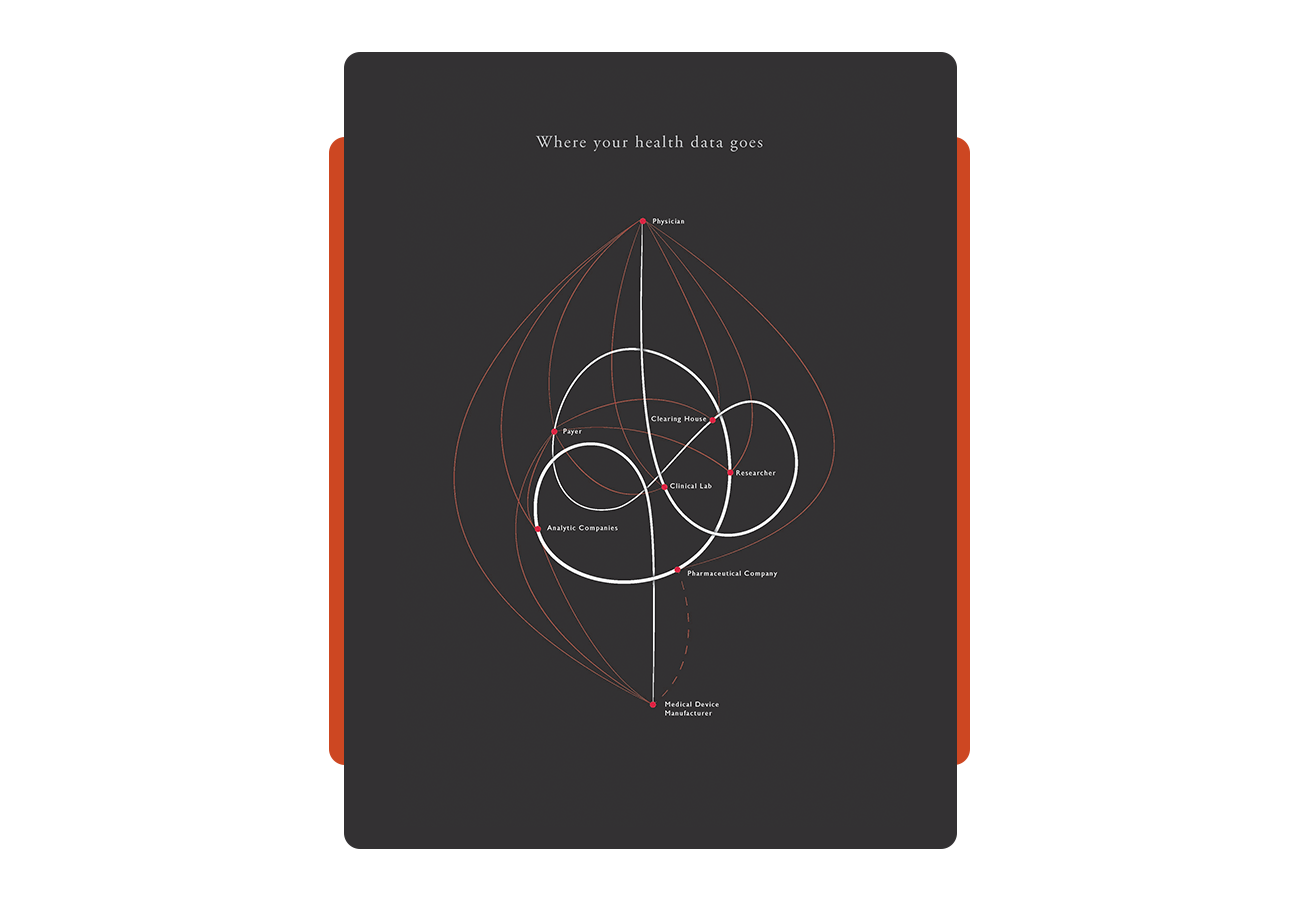 Where your health data goes
Physician
Clearing House
Payer
Researcher
Clinical Lab
Analytic Companies
Pharmaceutical Company
Medical Device
Manufacturer